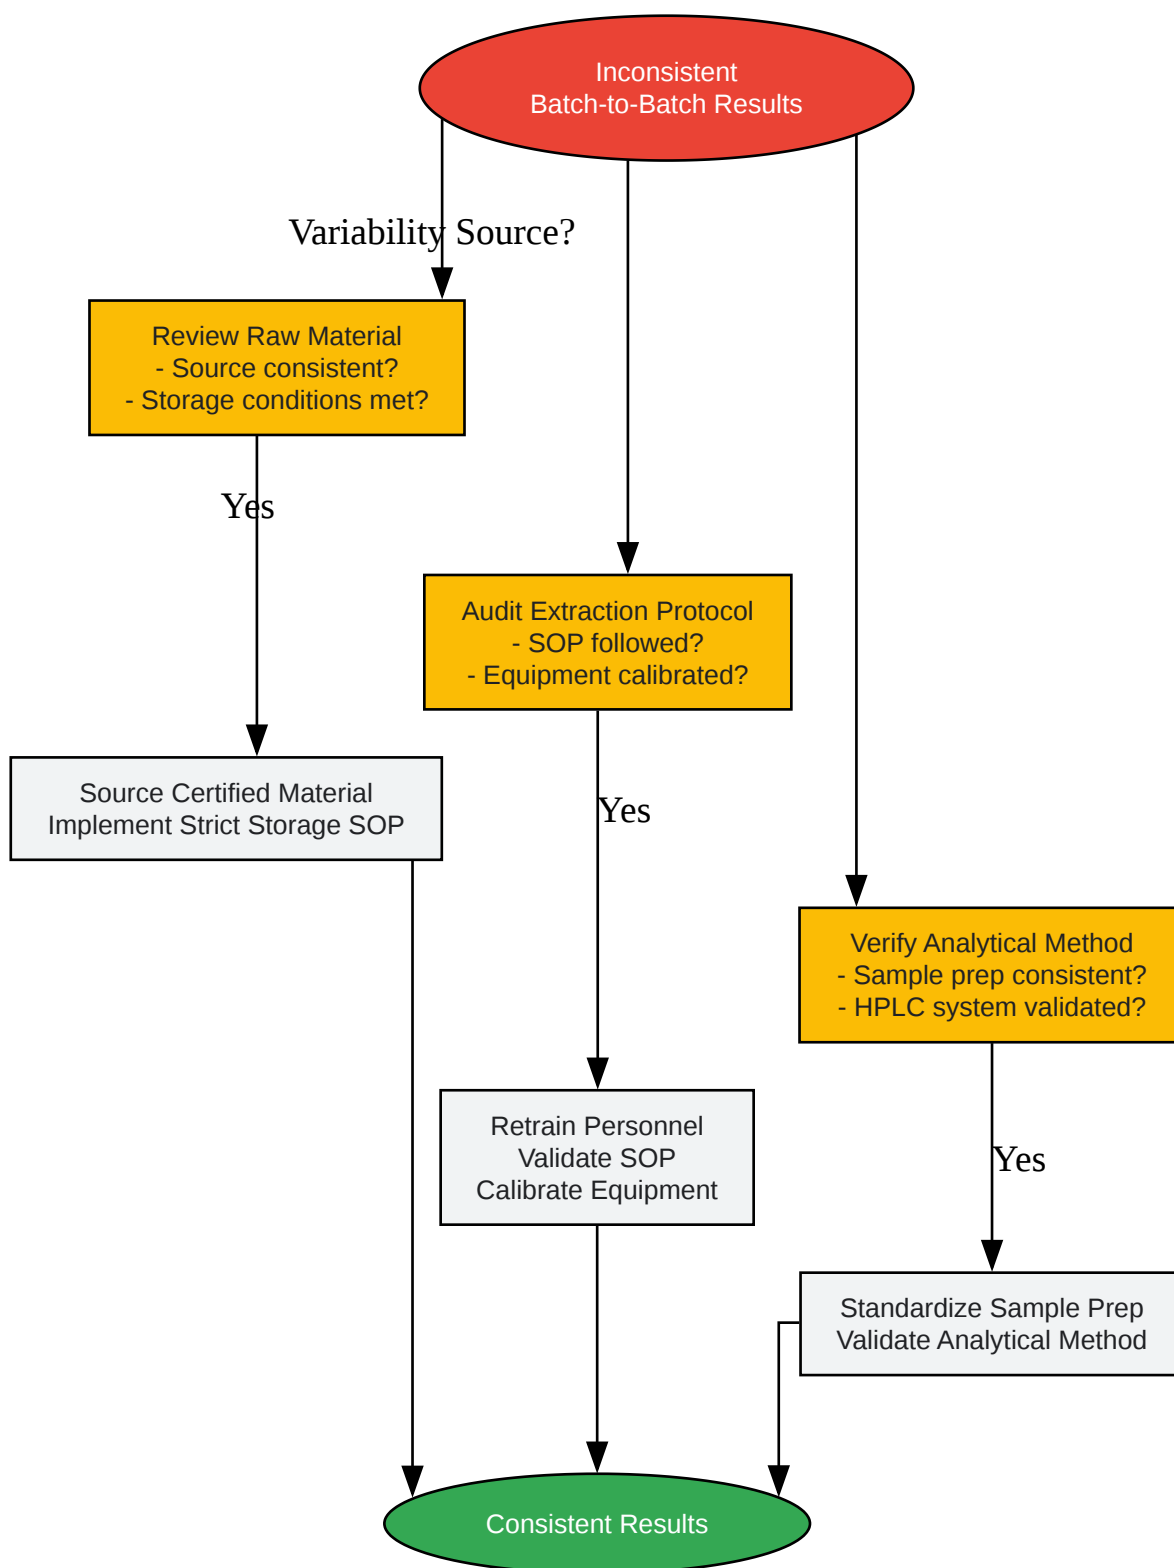 Inconsistent
Batch-to-Batch Results
Variability Source?
Review Raw Material
- Source consistent?
- Storage conditions met?
Yes
Audit Extraction Protocol
- SOP followed?
- Equipment calibrated?
Source Certified Material
Implement Strict Storage SOP
Yes
Verify Analytical Method
- Sample prep consistent?
- HPLC system validated?
Retrain Personnel
Validate SOP
Calibrate Equipment
Yes
Standardize Sample Prep
Validate Analytical Method
Consistent Results